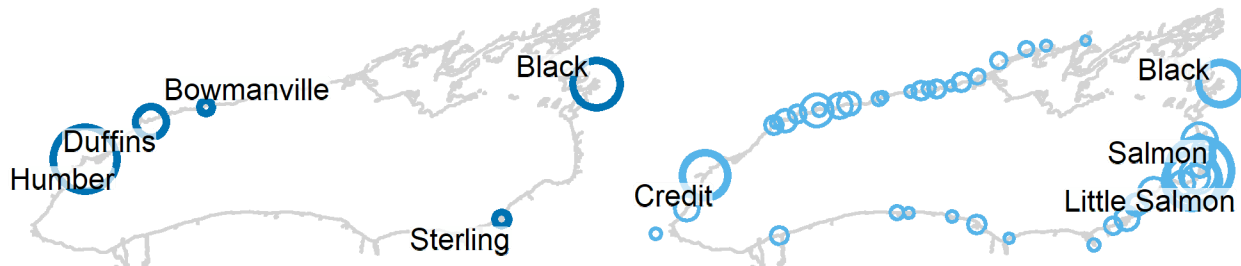 Black
Bowmanville
Duffins
Humber
Sterling
Black
Salmon
Credit
Little Salmon